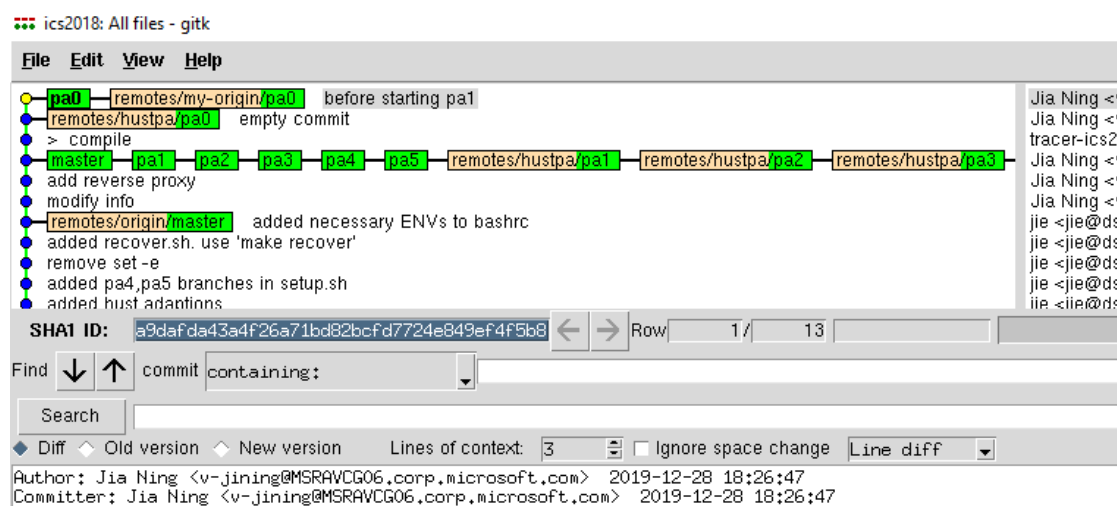 ics2018: All files - gitk
File Edit View Help
pa0 remotes/my-origin/pa0 before starting pa1
remotes/hustpa/pa0 empty commit
> compile
master pa1 pa2 pa3 pa4 pa5 remotes/hustpa/pa1 remotes/hustpa/pa2 remotes/hustpa/pa3
add reverse proxy
modify info
remotes/origin/master added necessary ENVs to bashrc
added recover.sh. use 'make recover'
remove set -e
added pa4,pa5 branches in setup.sh
added hust adaptions
Jia Ning <
Jia Ning <
tracer-ics2
Jia Ning <
Jia Ning <
Jia Ning <
jie <jie@ds
jie <jie@ds
jie <jie@ds
jie <jie@ds
jie <jie@ds
SHA1 ID: a9dafda43a4f26a71bd82bcfd7724e849ef4f5b8 ← → Row 1 / 13
Find ↓ ↑ commit containing:
Search
Diff Old version New version Lines of context: 3 Ignore space change Line diff
Author: Jia Ning <v-jining@MSRAVCG06.corp.microsoft.com> 2019-12-28 18:26:47
Committer: Jia Ning <v-jining@MSRAVCG06.corp.microsoft.com> 2019-12-28 18:26:47